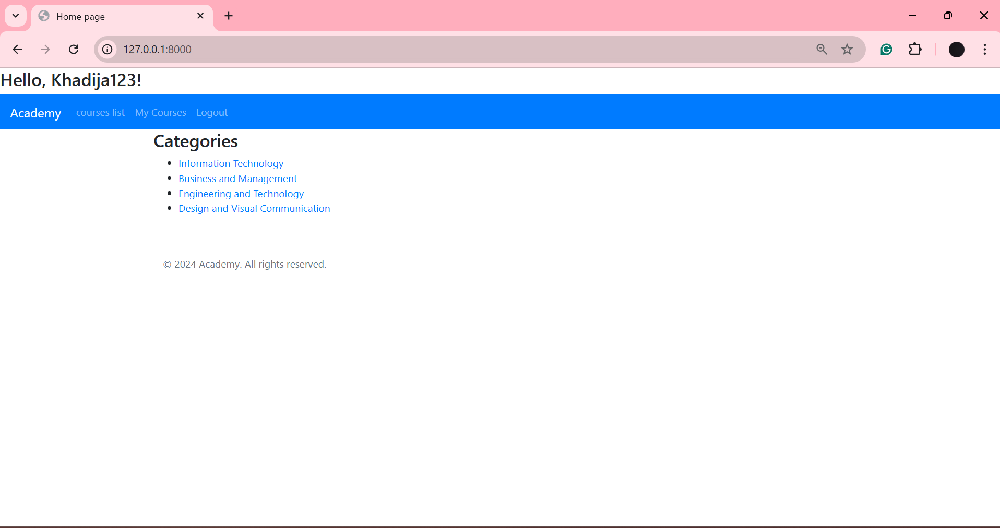 Home page
127.0.0.1:8000
Hello, Khadija123!
Academy courses list My Courses Logout
Categories
Information Technology
Business and Management
Engineering and Technology
Design and Visual Communication
© 2024 Academy. All rights reserved.